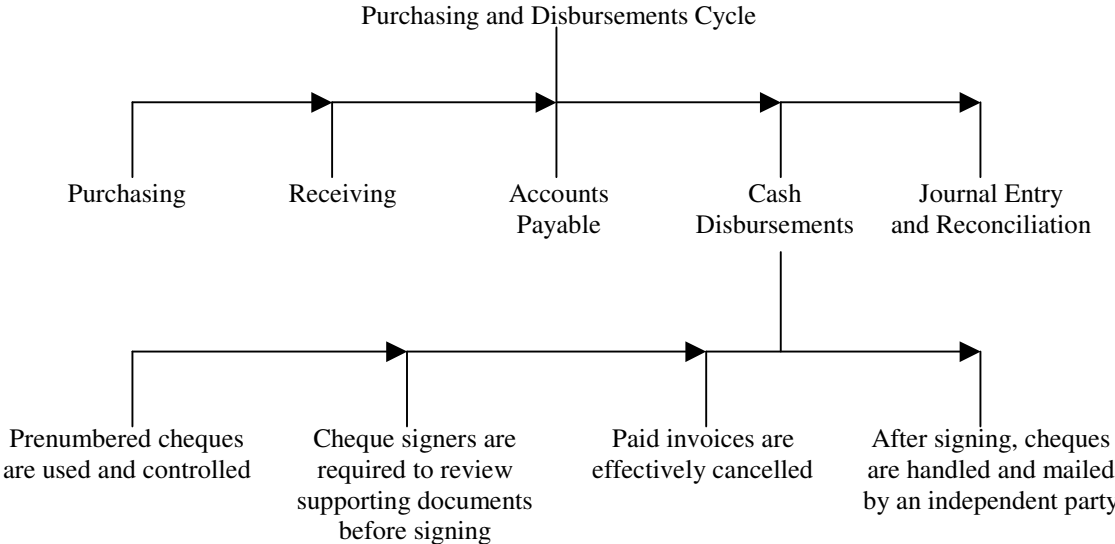 Purchasing and Disbursements Cycle
Purchasing
Receiving
Accounts
Payable
Cash
Disbursements
Journal Entry
and Reconciliation
Prenumbered cheques
are used and controlled
Cheque signers are
required to review
supporting documents
before signing
Paid invoices are
effectively cancelled
After signing, cheques
are handled and mailed
by an independent party